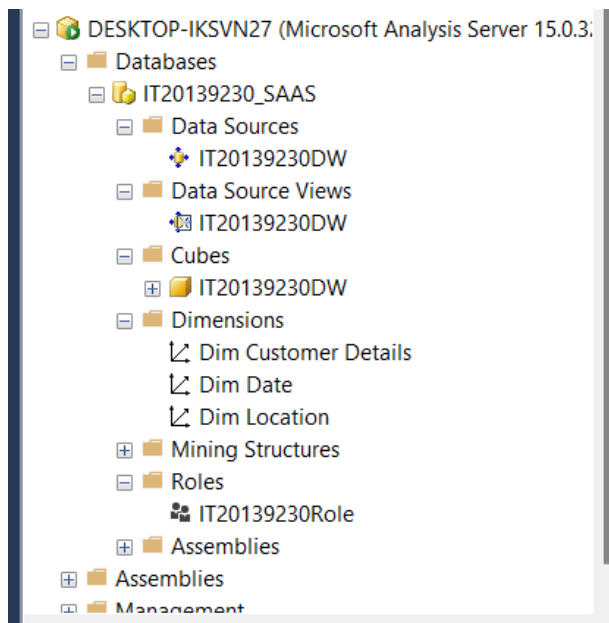 DESKTOP-IKSVN27 (Microsoft Analysis Server 15.0.32
Databases
IT20139230_SAAS
Data Sources
IT20139230DW
Data Source Views
IT20139230DW
Cubes
IT20139230DW
Dimensions
Dim Customer Details
Dim Date
Dim Location
Mining Structures
Roles
IT20139230Role
Assemblies
Assemblies
Management